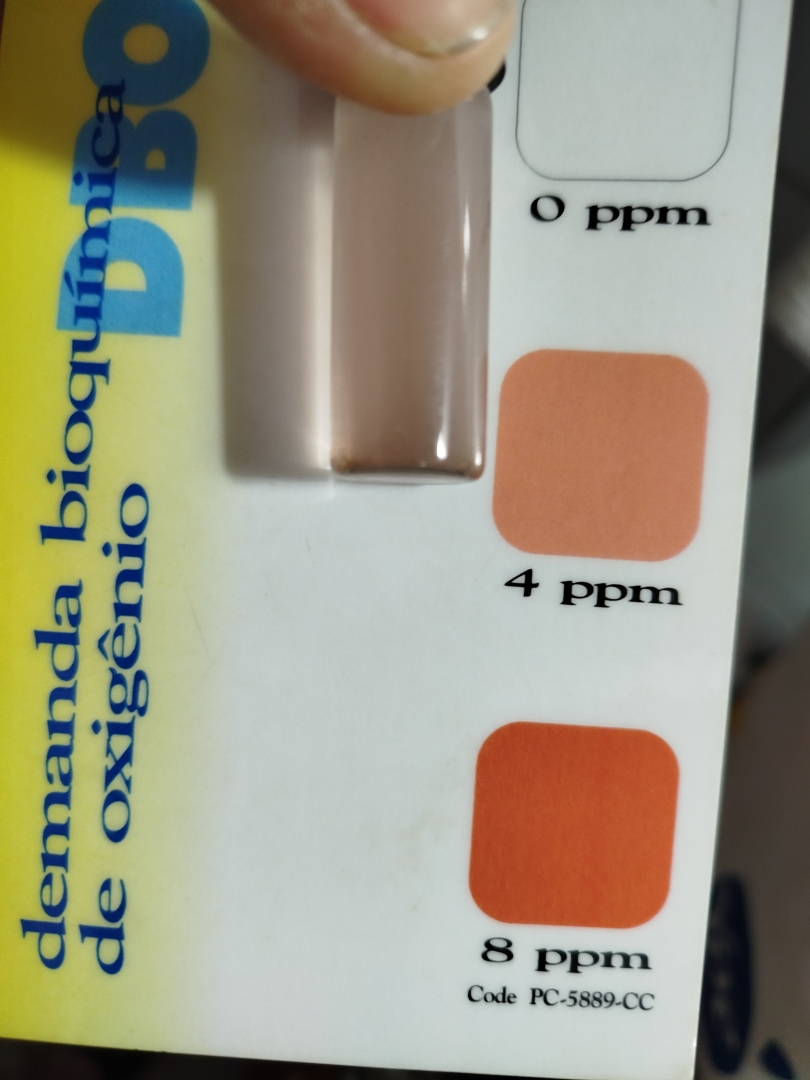 DBO
demanda bioquímica
de oxigênio
0 ppm
4 ppm
8 ppm
Code PC-5889-CC